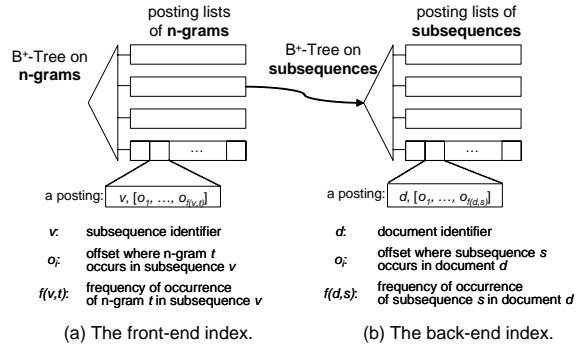 posting lists
of n-grams
B⁺-Tree on
n-grams
...
a posting:
v, [o₁, …, o_f(v,t)]
v: subsequence identifier
oᵢ: offset where n-gram t
occurs in subsequence v
f(v,t): frequency of occurrence
of n-gram t in subsequence v
(a) The front-end index.
posting lists of
subsequences
B⁺-Tree on
subsequences
...
a posting:
d, [o₁, …, o_f(d,s)]
d: document identifier
oᵢ: offset where subsequence s
occurs in document d
f(d,s): frequency of occurrence
of subsequence s in document d
(b) The back-end index.